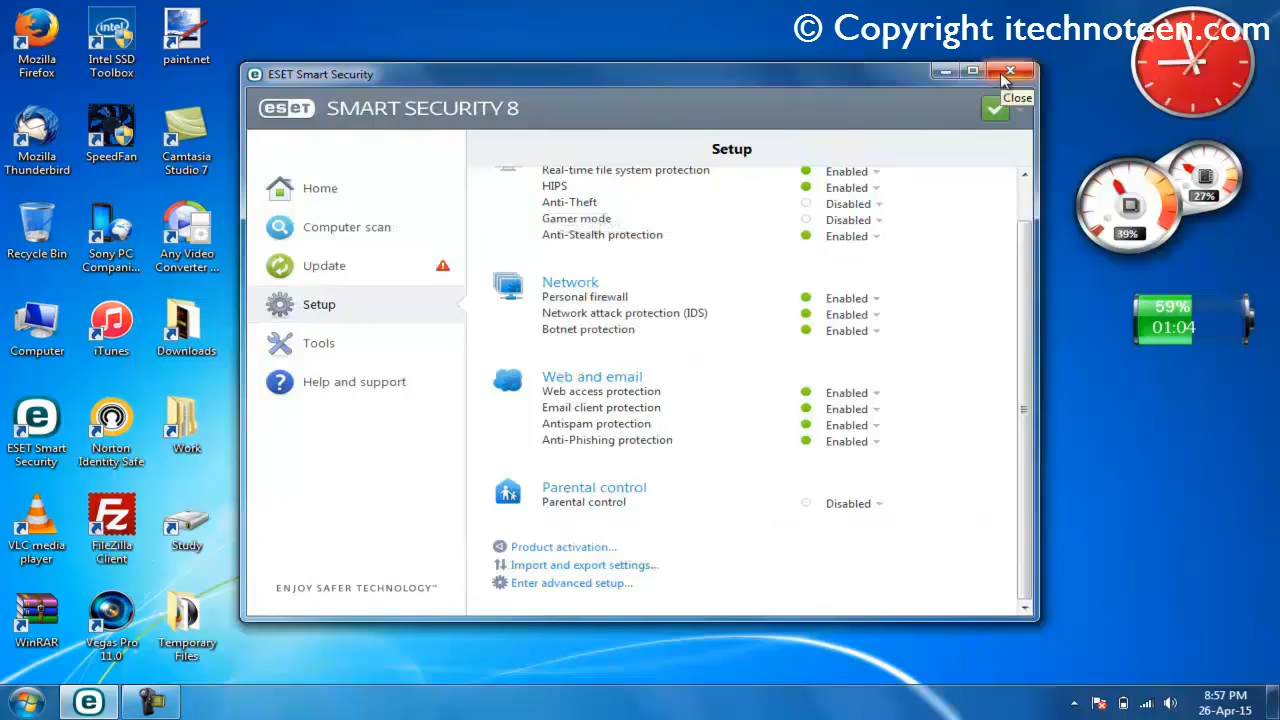 © Copyright itechnoteen.com
Mozilla
Firefox
Intel SSD
Toolbox
paint.net
Mozilla
Thunderbird
SpeedFan
Camtasia
Studio 7
Recycle Bin
Sony PC
Compani...
Any Video
Converter ...
Computer
iTunes
Downloads
ESET Smart
Security
Norton
Identity Safe
Work
VLC media
player
FileZilla
Client
Study
WinRAR
Vegas Pro
11.0
Temporary
Files
ESET Smart Security
Close
eseT SMART SECURITY 8
Home
Computer scan
Update
Setup
Tools
Help and support
ENJOY SAFER TECHNOLOGY™
Setup
Real-time file system protection Enabled
HIPS Enabled
Anti-Theft Disabled
Gamer mode Disabled
Anti-Stealth protection Enabled
Network
Personal firewall Enabled
Network attack protection (IDS) Enabled
Botnet protection Enabled
Web and email
Web access protection Enabled
Email client protection Enabled
Antispam protection Enabled
Anti-Phishing protection Enabled
Parental control
Parental control Disabled
Product activation...
Import and export settings...
Enter advanced setup...
27%
39%
59%
01:04
8:57 PM
26-Apr-15